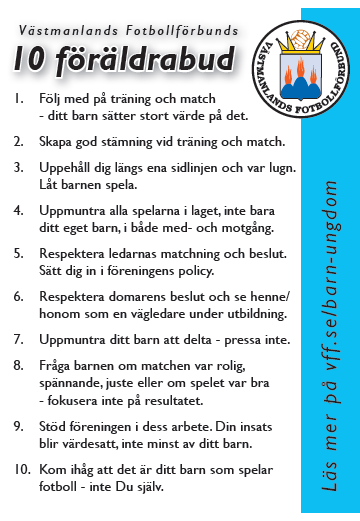 Västmanlands Fotbollförbunds
10 föräldrabud
VÄSTMANLANDS FOTBOLLFÖRBUND
1. Följ med på träning och match
- ditt barn sätter stort värde på det.
2. Skapa god stämning vid träning och match.
3. Uppehåll dig längs ena sidlinjen och var lugn.
Låt barnen spela.
4. Uppmuntra alla spelarna i laget, inte bara
ditt eget barn, i både med- och motgång.
5. Respektera ledarnas matchning och beslut.
Sätt dig in i föreningens policy.
6. Respektera domarens beslut och se henne/
honom som en vägledare under utbildning.
7. Uppmuntra ditt barn att delta - pressa inte.
8. Fråga barnen om matchen var rolig,
spännande, juste eller om spelet var bra
- fokusera inte på resultatet.
9. Stöd föreningen i dess arbete. Din insats
blir värdesatt, inte minst av ditt barn.
10. Kom ihåg att det är ditt barn som spelar
fotboll - inte Du själv.
Läs mer på vff.se/barn-ungdom